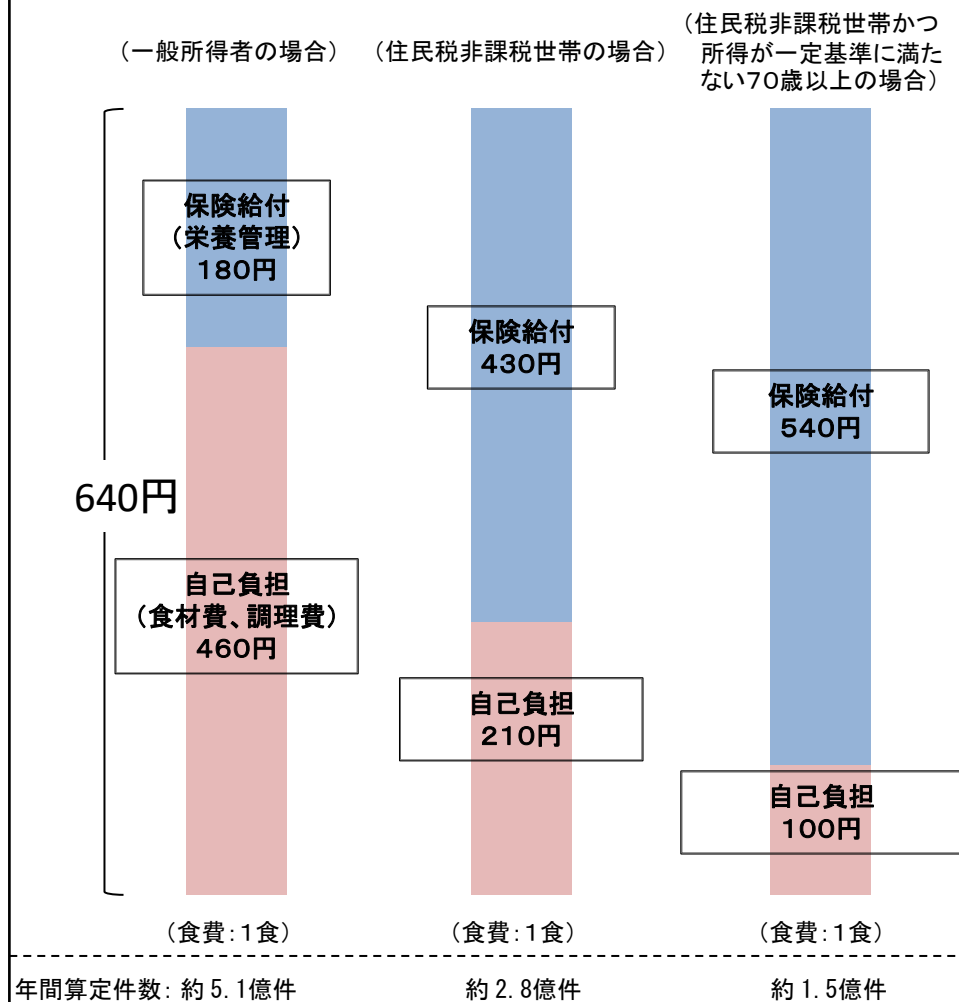 （一般所得者の場合）
（住民税非課税世帯の場合）
（住民税非課税世帯かつ
所得が一定基準に満た
ない７０歳以上の場合）
640円
保険給付
（栄養管理）
１８０円
自己負担
（食材費、調理費）
４６０円
保険給付
４３０円
自己負担
２１０円
保険給付
５４０円
自己負担
１００円
（食費：１食）
（食費：１食）
（食費：１食）
年間算定件数： 約５．１億件
約２．８億件
約１．５億件